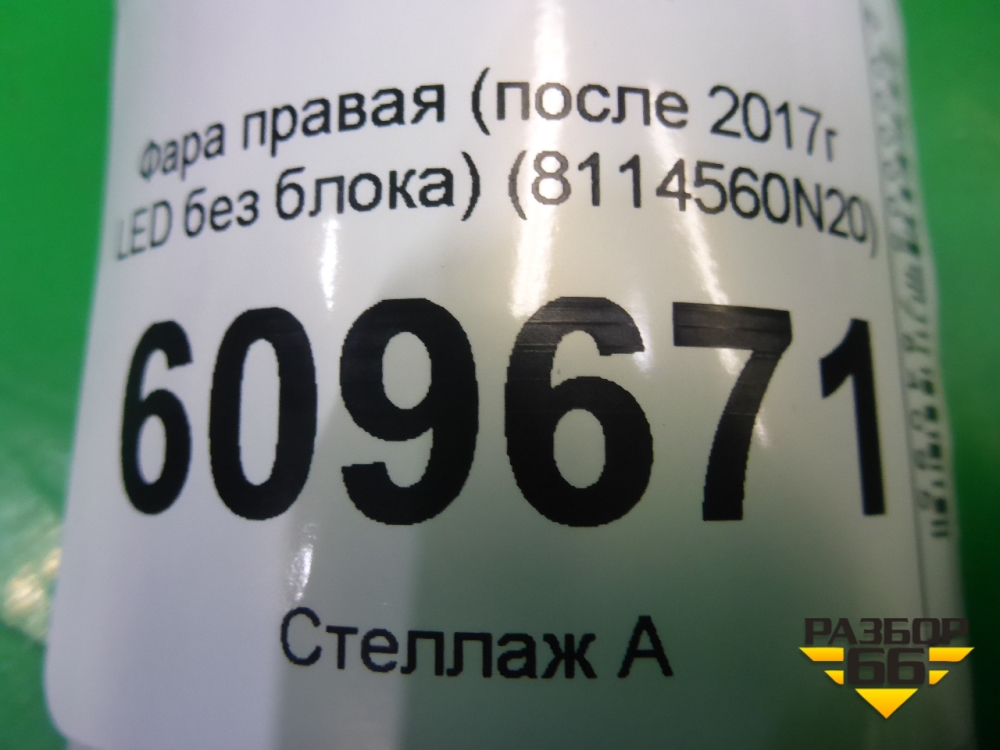 Фара правая (после 2017г
LED без блока) (8114560N20)
609671
Стеллаж А
РАЗБОР
66